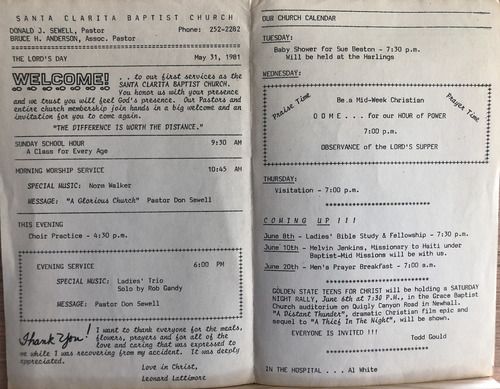 SANTA CLARITA BAPTIST CHURCH
DONALD J. SEWELL, Pastor Phone: 252-2262
BRUCE H. ANDERSON, Assoc. Pastor
THE LORD'S DAY May 31, 1981
WELCOME! . . to our first services as the
SANTA CLARITA BAPTIST CHURCH.
You honor us with your presence
and we trust you will feel God's presence. Our Pastors and
entire church membership join hands in a big welcome and an
invitation for you to come again.
"THE DIFFERENCE IS WORTH THE DISTANCE."
SUNDAY SCHOOL HOUR 9:30 AM
A Class for Every Age
MORNING WORSHIP SERVICE 10:45 AM
SPECIAL MUSIC: Norm Walker
MESSAGE: "A Glorious Church" Pastor Don Sewell
THIS EVENING
Choir Practice - 4:30 p.m.
EVENING SERVICE 6:00 PM
SPECIAL MUSIC: Ladies' Trio
Solo by Rob Gandy
MESSAGE: Pastor Don Sewell
Thank You! I want to thank everyone for the meals,
flowers, prayers and for all of the
love and caring that was expressed to
me while I was recovering from my accident. It was deeply
appreciated.
Love in Christ,
Leonard Lattimore
OUR CHURCH CALENDAR
TUESDAY:
Baby Shower for Sue Beston - 7:30 p.m.
Will be held at the Harlings
WEDNESDAY:
Praise Time
Be a Mid-Week Christian
Prayer Time
COME . . . for our HOUR of POWER
7:00 p.m.
OBSERVANCE of the LORD'S SUPPER
THURSDAY:
Visitation - 7:00 p.m.
COMING UP !!!
June 8th - Ladies' Bible Study & Fellowship - 7:30 p.m.
June 10th - Melvin Jenkins, Missionary to Haiti under
Baptist-Mid Missions will be with us.
June 20th - Men's Prayer Breakfast - 7:00 a.m.
GOLDEN STATE TEENS FOR CHRIST will be holding a SATURDAY
NIGHT RALLY, June 6th at 7:30 P.M., in the Grace Baptist
Church auditorium on Quigly Canyon Road in Newhall.
"A Distant Thunder", dramatic Christian film epic and
sequel to "A Thief In The Night", will be shown.
EVERYONE IS INVITED !!!
Todd Gould
IN THE HOSPITAL ... Al White